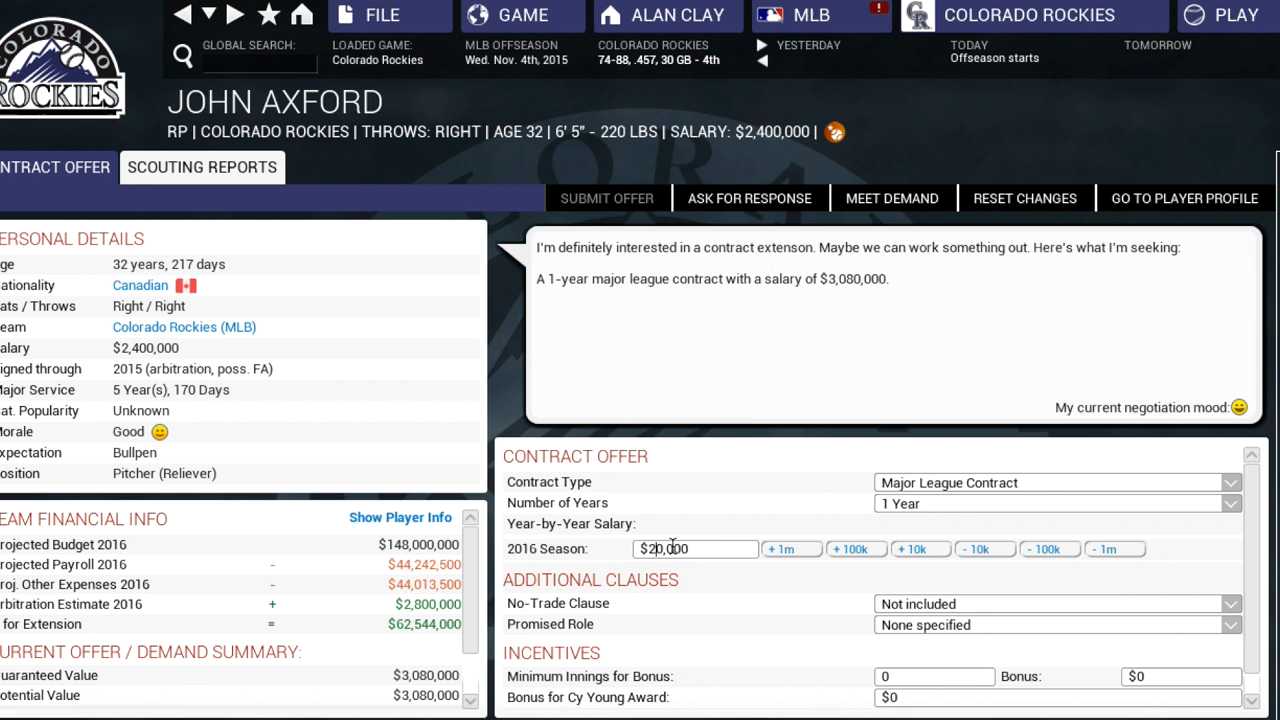 FILE
GAME
ALAN CLAY
MLB
!
CR
COLORADO ROCKIES
PLAY
GLOBAL SEARCH:
LOADED GAME:
Colorado Rockies
MLB OFFSEASON
Wed. Nov. 4th, 2015
COLORADO ROCKIES
74-88, .457, 30 GB - 4th
YESTERDAY
TODAY
Offseason starts
TOMORROW
COLORADO
ROCKIES
JOHN AXFORD
RP | COLORADO ROCKIES | THROWS: RIGHT | AGE 32 | 6' 5" - 220 LBS | SALARY: $2,400,000 |
NTRACT OFFER
SCOUTING REPORTS
SUBMIT OFFER
ASK FOR RESPONSE
MEET DEMAND
RESET CHANGES
GO TO PLAYER PROFILE
ERSONAL DETAILS
ge 32 years, 217 days
ationality Canadian
ats / Throws Right / Right
eam Colorado Rockies (MLB)
alary $2,400,000
igned through 2015 (arbitration, poss. FA)
ajor Service 5 Year(s), 170 Days
at. Popularity Unknown
orale Good
xpectation Bullpen
osition Pitcher (Reliever)
EAM FINANCIAL INFO Show Player Info
rojected Budget 2016 $148,000,000
rojected Payroll 2016 - $44,242,500
roj. Other Expenses 2016 - $44,013,500
rbitration Estimate 2016 + $2,800,000
for Extension = $62,544,000
URRENT OFFER / DEMAND SUMMARY:
uaranteed Value $3,080,000
otential Value $3,080,000
I'm definitely interested in a contract extenson. Maybe we can work something out. Here's what I'm seeking:
A 1-year major league contract with a salary of $3,080,000.
My current negotiation mood:
CONTRACT OFFER
Contract Type Major League Contract
Number of Years 1 Year
Year-by-Year Salary:
2016 Season: $20,000 + 1m + 100k + 10k - 10k - 100k - 1m
ADDITIONAL CLAUSES
No-Trade Clause Not included
Promised Role None specified
INCENTIVES
Minimum Innings for Bonus: 0 Bonus: $0
Bonus for Cy Young Award: $0